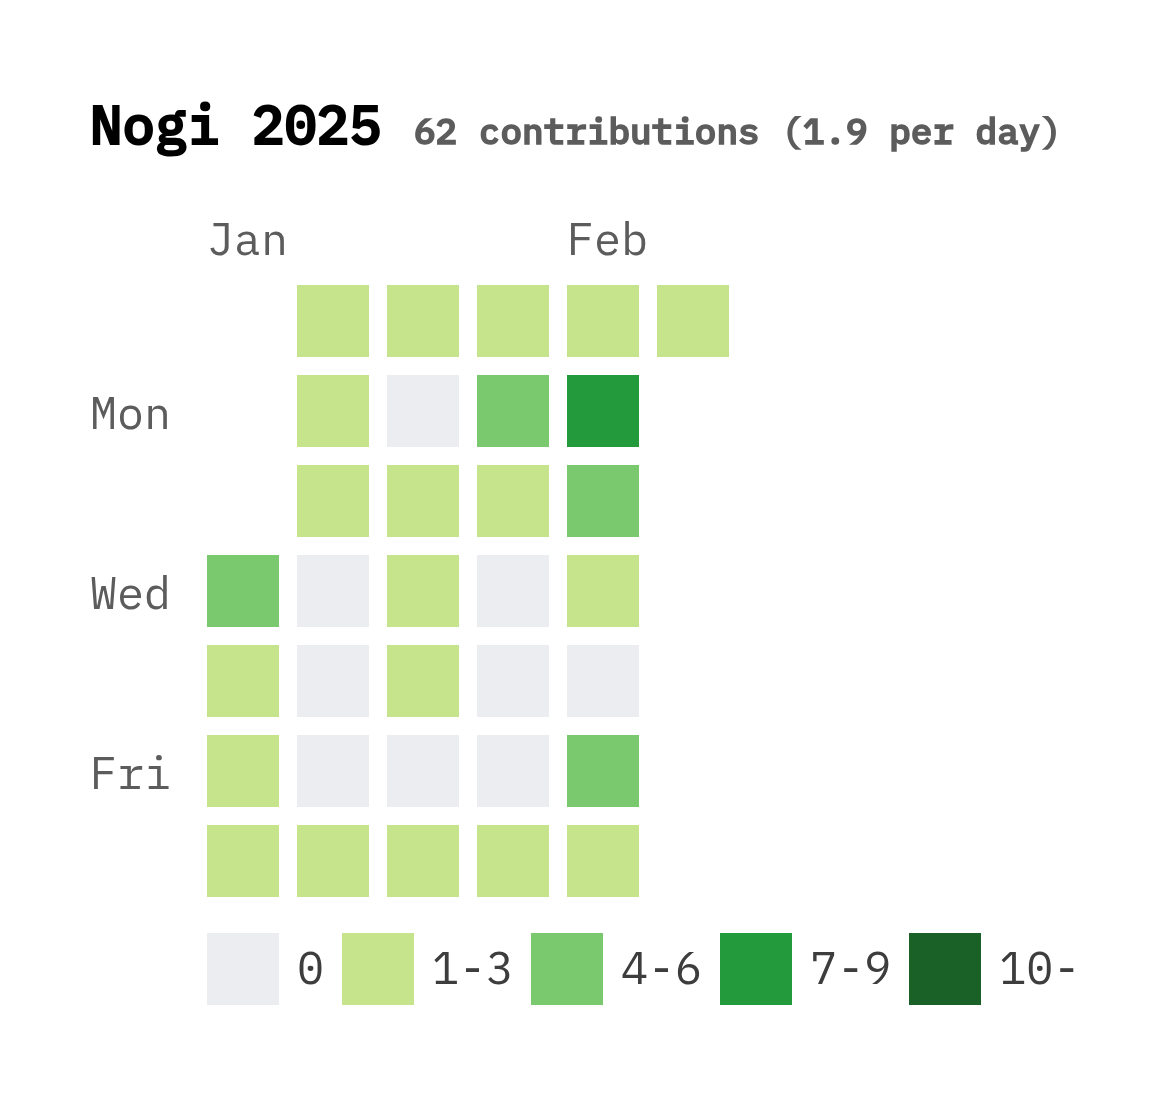 Nogi 2025 62 contributions (1.9 per day)
Jan Feb
Mon
Wed
Fri
0 1-3 4-6 7-9 10-